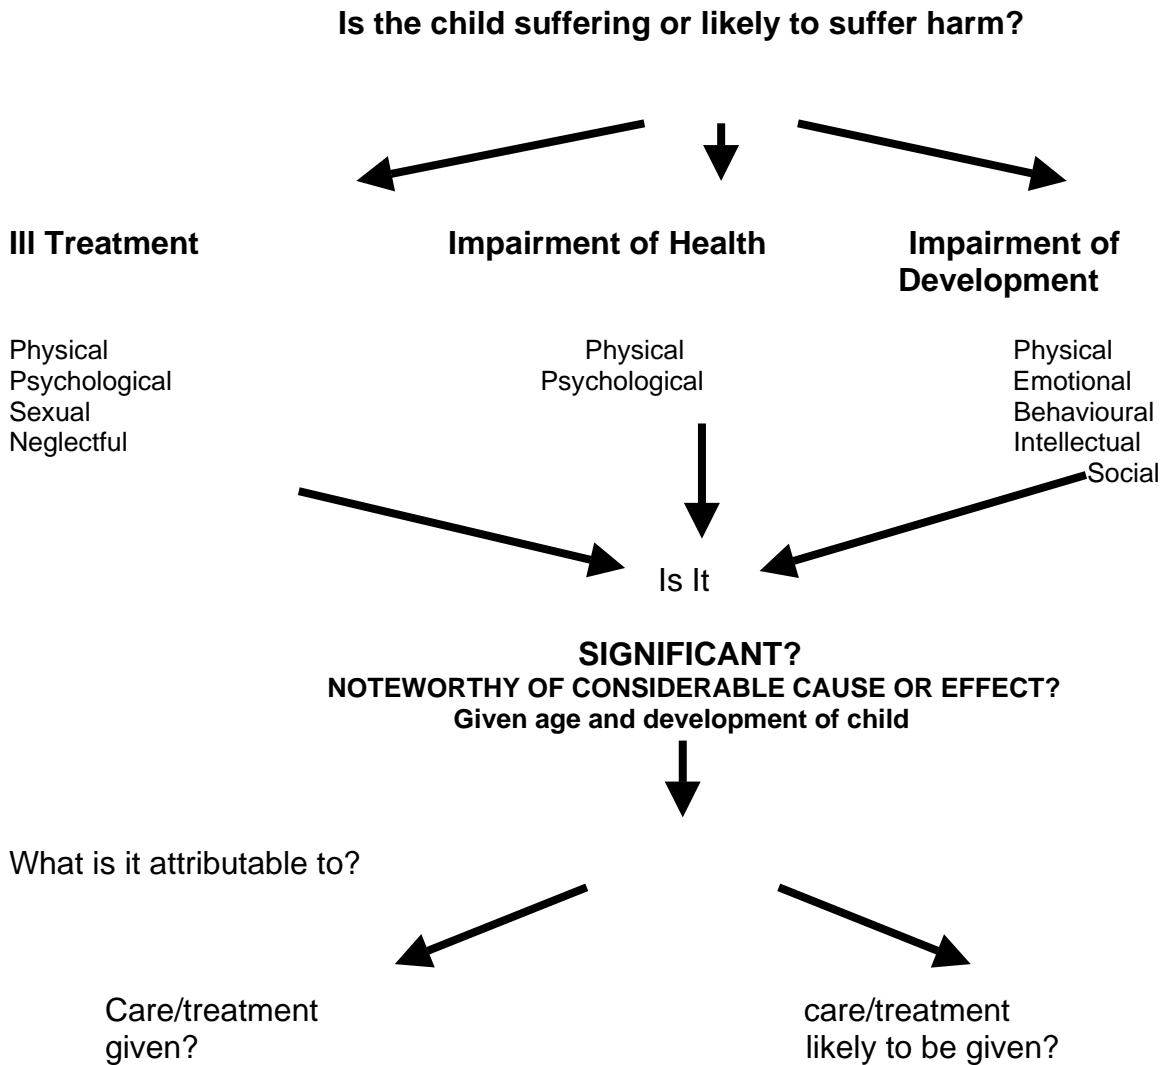 Is the child suffering or likely to suffer harm?
Ill Treatment
Impairment of Health
Impairment of
Development
Physical
Psychological
Sexual
Neglectful
Physical
Psychological
Physical
Emotional
Behavioural
Intellectual
Social
Is It
SIGNIFICANT?
NOTEWORTHY OF CONSIDERABLE CAUSE OR EFFECT?
Given age and development of child
What is it attributable to?
Care/treatment
given?
care/treatment
likely to be given?